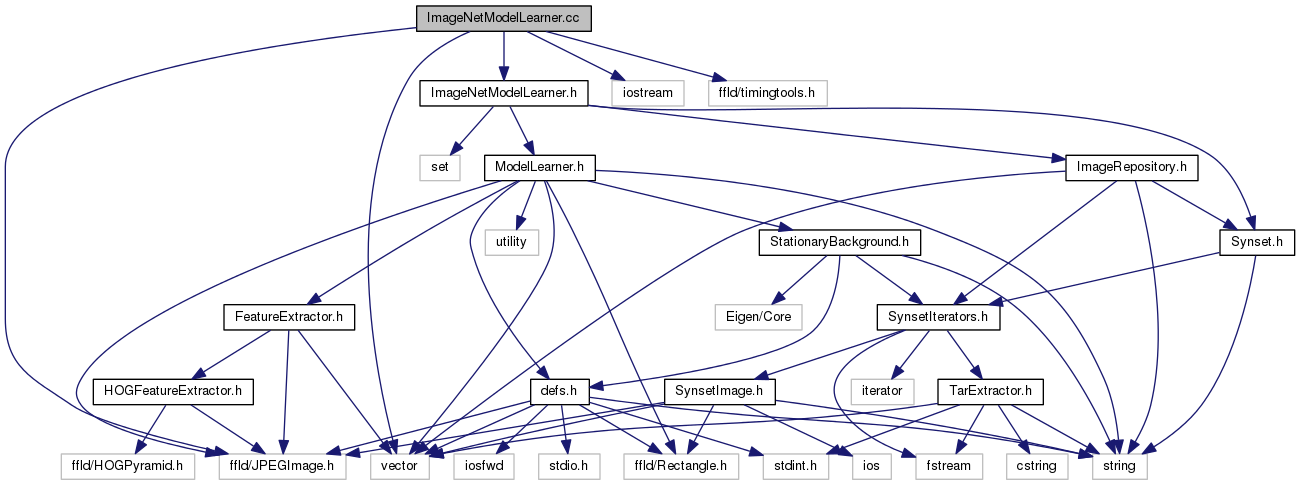 ImageNetModelLearner.cc
ImageNetModelLearner.h
iostream
ffld/timingtools.h
set
ModelLearner.h
ImageRepository.h
utility
StationaryBackground.h
Synset.h
FeatureExtractor.h
Eigen/Core
SynsetIterators.h
HOGFeatureExtractor.h
defs.h
SynsetImage.h
iterator
TarExtractor.h
ffld/HOGPyramid.h
ffld/JPEGImage.h
vector
iosfwd
stdio.h
ffld/Rectangle.h
stdint.h
ios
fstream
cstring
string